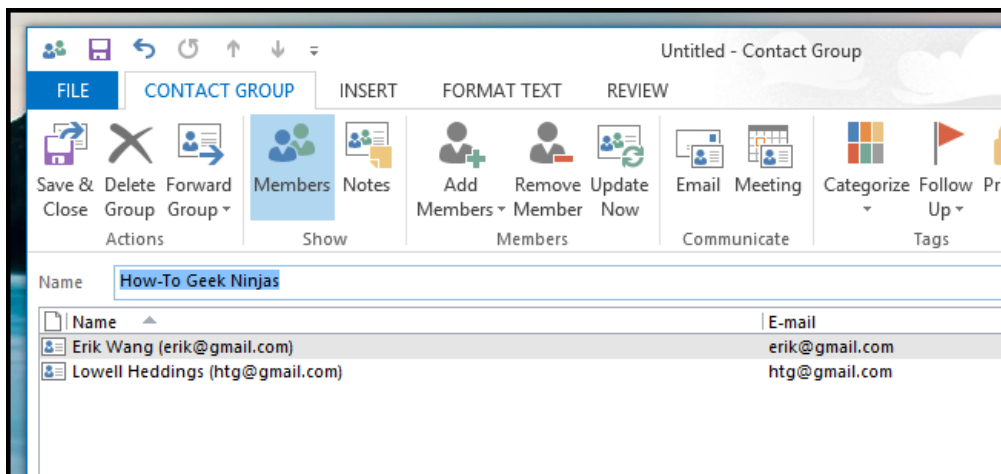 Untitled - Contact Group
FILE CONTACT GROUP INSERT FORMAT TEXT REVIEW
Save & Close Delete Group Forward Group Members Notes Add Members Remove Member Update Now Email Meeting Categorize Follow Up
Actions Show Members Communicate Tags
Name How-To Geek Ninjas
Name E-mail
Erik Wang (erik@gmail.com) erik@gmail.com
Lowell Heddings (htg@gmail.com) htg@gmail.com